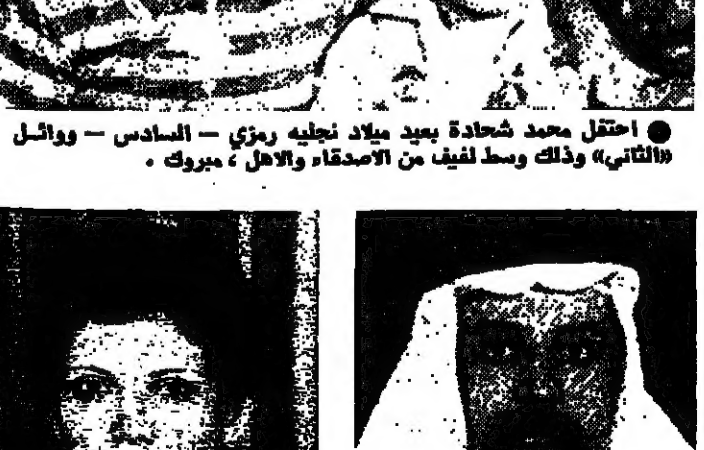 ● احتفل محمد شحادة بعيد ميلاد نجليه رمزي — السادس — ووائل
«الثاني» وذلك وسط لفيف من الاصدقاء والاهل ، مبروك .